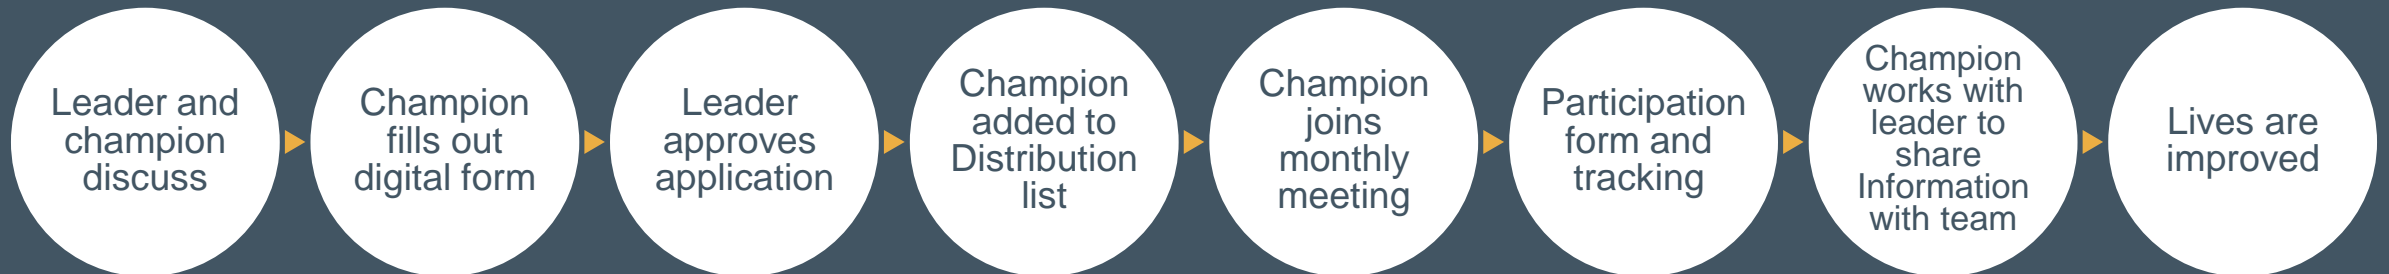 Leader and
champion
discuss
Champion
fills out
digital form
Leader
approves
application
Champion
added to
Distribution
list
Champion
joins
monthly
meeting
Participation
form and
tracking
Champion
works with
leader to
share
Information
with team
Lives are
improved